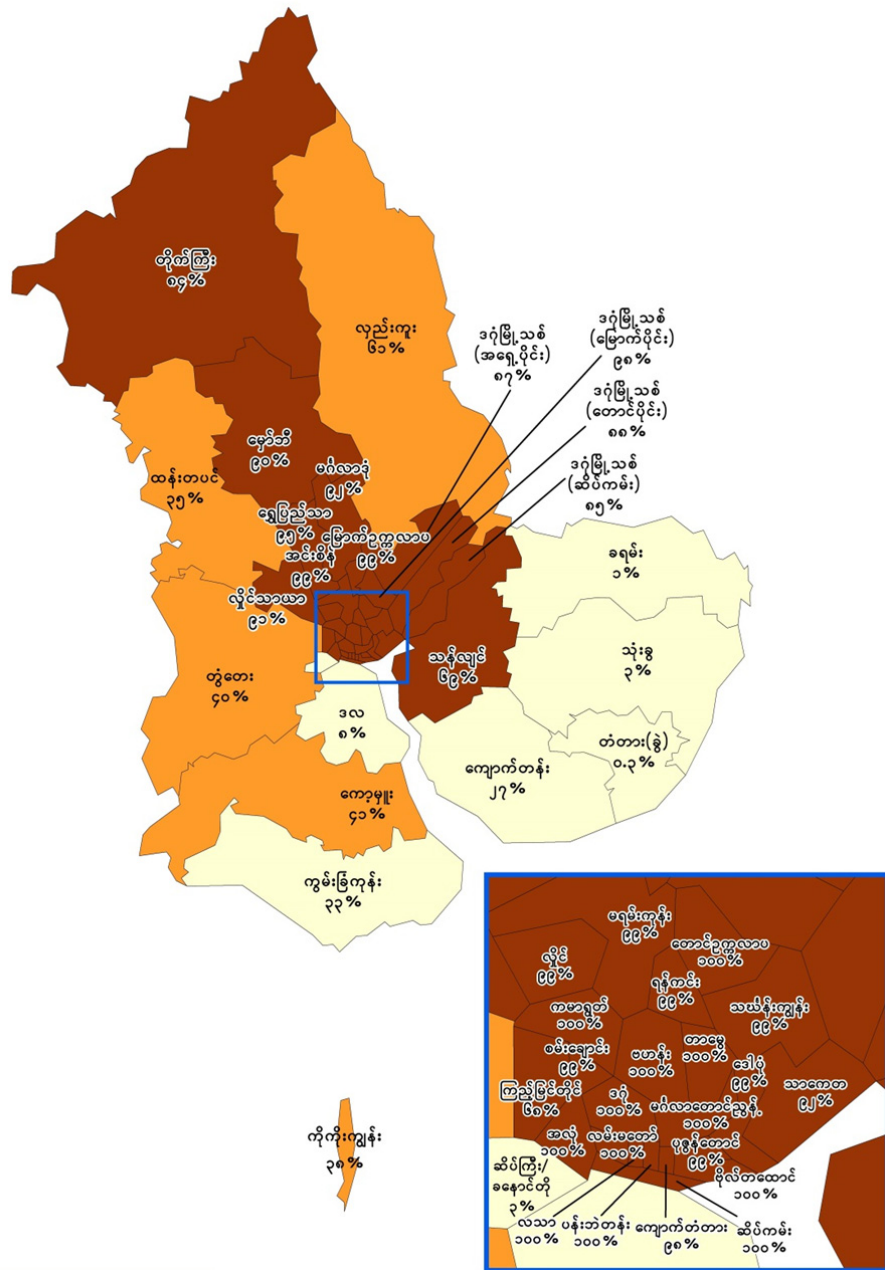 တိုက်ကြီး
၈၄%
လှည်းကူး
၆၁%
ဒဂုံမြို့သစ်
(အရှေ့ပိုင်း)
၈၇%
ဒဂုံမြို့သစ်
(မြောက်ပိုင်း)
၉၈%
ဒဂုံမြို့သစ်
(တောင်ပိုင်း)
၈၈%
ဒဂုံမြို့သစ်
(ဆိပ်ကမ်း)
၈၅%
မှော်ဘီ
၉၀%
ထန်းတပင်
၃၅%
မင်္ဂလာဒုံ
၉၂%
ရွှေပြည်သာ
၉၅%
မြောက်ဥက္ကလာပ
၉၉%
အင်းစိန်
၉၉%
လှိုင်သာယာ
၉၁%
ခရမ်း
၁%
သုံးခွ
၃%
သန်လျင်
၆၉%
တွံတေး
၄၀%
ဒလ
၈%
တံတား(ခွဲ)
၀.၃%
ကျောက်တန်း
၂၇%
ကော့မှူး
၄၁%
ကွမ်းခြံကုန်း
၃၃%
ကိုကိုးကျွန်း
၃၈%
မရမ်းကုန်း
၉၉%
တောင်ဥက္ကလာပ
၁၀၀%
လှိုင်
၉၉%
ရန်ကင်း
၉၉%
ကမာရွတ်
၁၀၀%
သင်္ဃန်းကျွန်း
၉၉%
စမ်းချောင်း
၉၉%
ဗဟန်း
၁၀၀%
တာမွေ
၁၀၀%
ဒေါပုံ
၉၉%
သာကေတ
၉၂%
ကြည့်မြင်တိုင်
၆၈%
ဒဂုံ
၁၀၀%
မင်္ဂလာတောင်ညွန့်
၁၀၀%
အလုံ
၁၀၀%
လမ်းမတော်
၁၀၀%
ပုဇွန်တောင်
၉၉%
ဗိုလ်တထောင်
၁၀၀%
ဆိပ်ကြီး/
ခနောင်တို
၃%
လသာ
၁၀၀%
ပန်းဘဲတန်း
၁၀၀%
ကျောက်တံတား
၉၈%
ဆိပ်ကမ်း
၁၀၀%